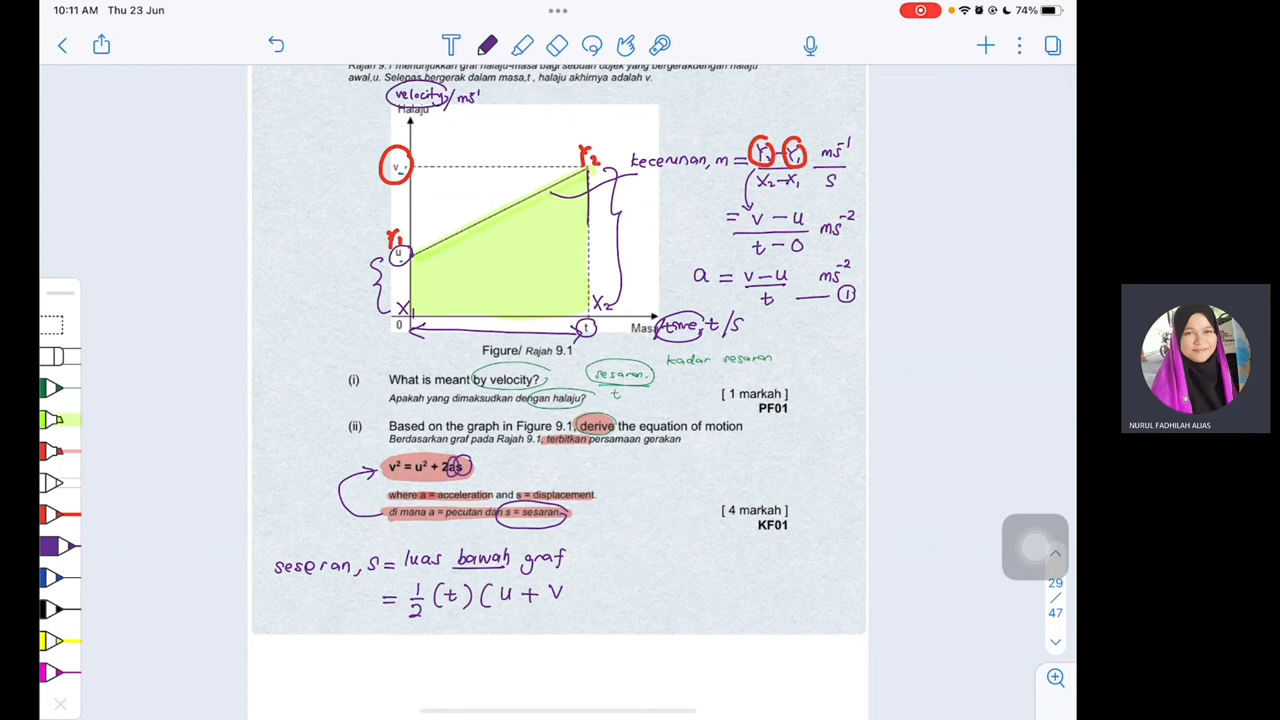 10:11 AM Thu 23 Jun
74%
awal,u. Selepas bergerak dalam masa,t , halaju akhirnya adalah v.
velocity/ms⁻¹
Halaju
v
Y₂
kecerunan, m = Y₂-Y₁ ms⁻¹
X₂-X₁ s
= v - u ms⁻²
t - 0
a = v-u ms⁻²
t ①
Y₁
u
X₁
X₂
0
t
Masa
time, t/s
Figure/ Rajah 9.1
kadar sesaran
(i) What is meant by velocity?
sesaran
t
Apakah yang dimaksudkan dengan halaju?
[ 1 markah ]
PF01
(ii) Based on the graph in Figure 9.1, derive the equation of motion
Berdasarkan graf pada Rajah 9.1, terbitkan persamaan gerakan
v² = u² + 2as
where a = acceleration and s = displacement.
di mana a = pecutan dan s = sesaran.
[ 4 markah ]
KF01
seseran, s = luas bawah graf
= 1/2 (t) (u + v
29
/
47
NURUL FADHILAH ALIAS